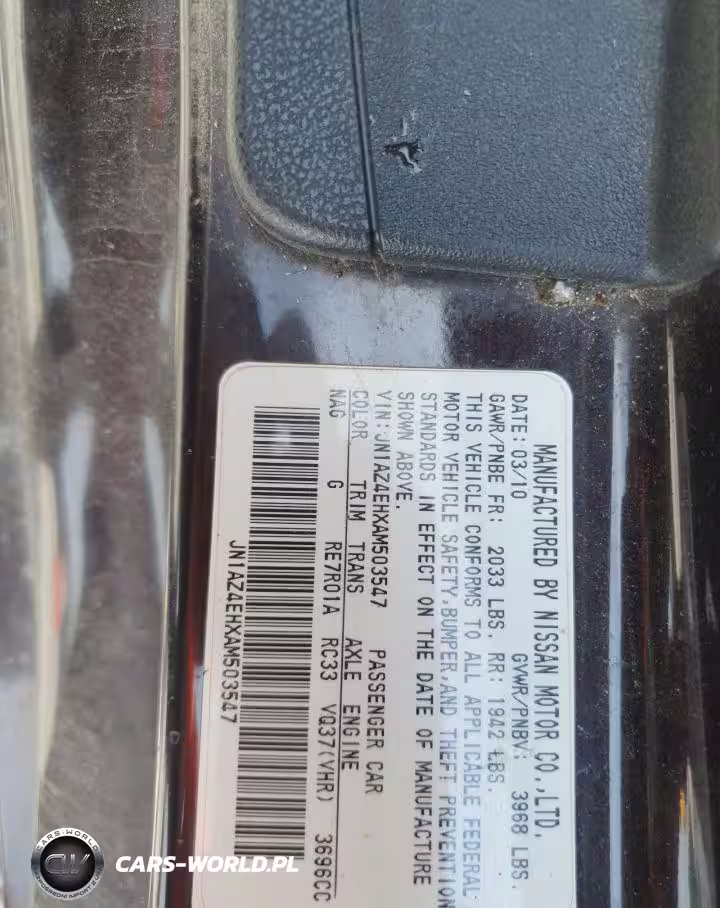 MANUFACTURED BY NISSAN MOTOR CO.,LTD.
DATE: 03/10 GVWR/PNBV: 3968 LBS.
GAWR/PNBE FR: 2033 LBS. RR: 1942 LBS.
THIS VEHICLE CONFORMS TO ALL APPLICABLE FEDERAL
MOTOR VEHICLE SAFETY,BUMPER,AND THEFT PREVENTION
STANDARDS IN EFFECT ON THE DATE OF MANUFACTURE
SHOWN ABOVE.
VIN:JN1AZ4EHXAM503547 PASSENGER CAR
COLOR TRIM TRANS AXLE ENGINE
NAG G RE7R01A RC33 VQ37(VHR) 3696CC
JN1AZ4EHXAM503547
CARS-WORLD
CW
CARS-WORLD.PL